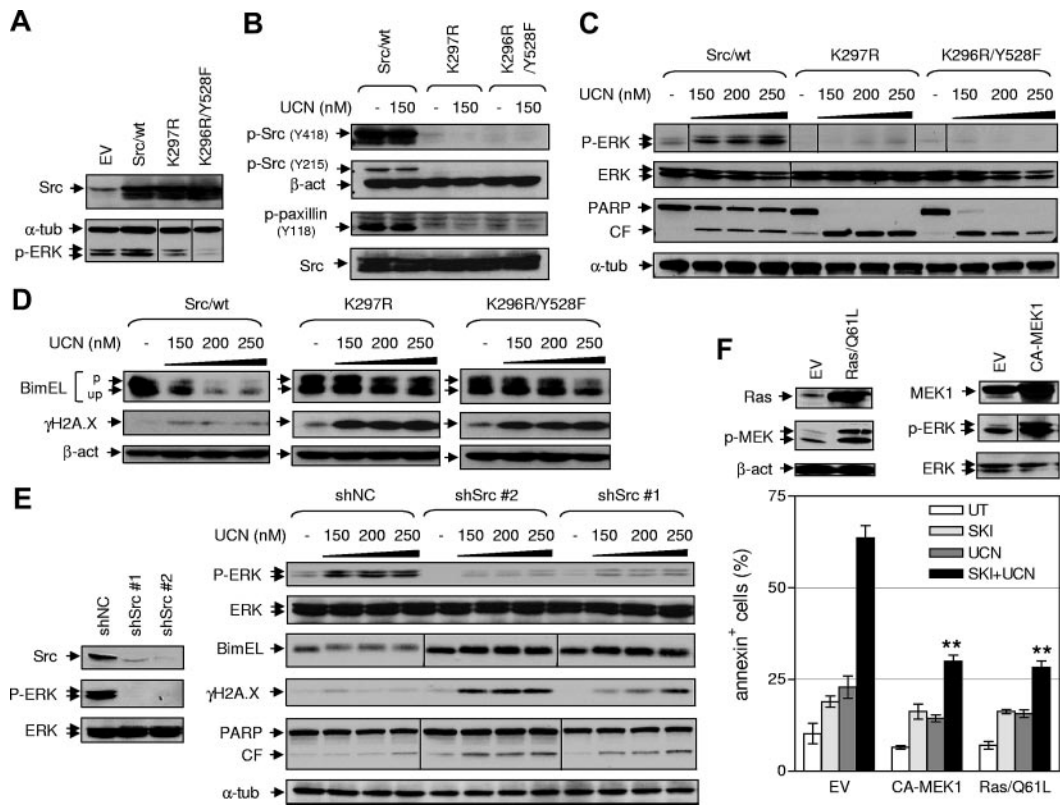 A
EV
Src/wt
K297R
K296R/Y528F
Src
α-tub
p-ERK
B
Src/wt
K297R
K296R
/Y528F
UCN (nM)
- 150 - 150 - 150
p-Src (Y418)
p-Src (Y215)
β-act
p-paxillin
(Y118)
Src
C
Src/wt K297R K296R/Y528F
UCN (nM)
- 150 200 250 - 150 200 250 - 150 200 250
P-ERK
ERK
PARP
CF
α-tub
D
Src/wt K297R K296R/Y528F
UCN (nM) - 150 200 250 - 150 200 250 - 150 200 250
BimEL
p
up
γH2A.X
β-act
E
shNC
shSrc #1
shSrc #2
Src
P-ERK
ERK
shNC shSrc #2 shSrc #1
UCN (nM) - 150 200 250 - 150 200 250 - 150 200 250
P-ERK
ERK
BimEL
γH2A.X
PARP
CF
α-tub
F
EV
Ras/Q61L
Ras
p-MEK
β-act
EV
CA-MEK1
MEK1
p-ERK
ERK
annexin+ cells (%)
75
50
25
0
UT
SKI
UCN
SKI+UCN
**
**
EV CA-MEK1 Ras/Q61L